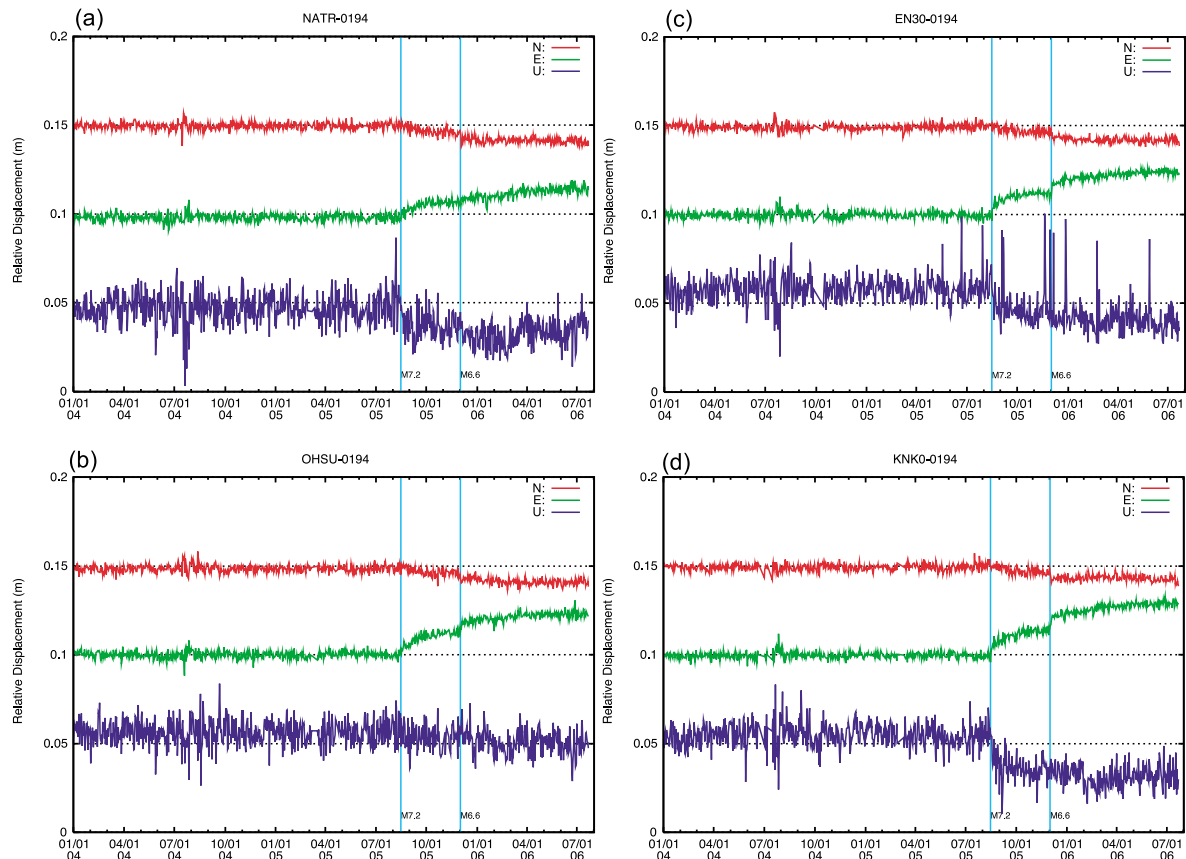 (a) NATR-0194
0.2
N:
E:
U:
0.15
0.1
0.05
0
Relative Displacement (m)
M7.2 M6.6
01/01 04/01 07/01 10/01 01/01 04/01 07/01 10/01 01/01 04/01 07/01
04 04 04 04 05 05 05 05 06 06 06
(c) EN30-0194
0.2
N:
E:
U:
0.15
0.1
0.05
0
Relative Displacement (m)
M7.2 M6.6
01/01 04/01 07/01 10/01 01/01 04/01 07/01 10/01 01/01 04/01 07/01
04 04 04 04 05 05 05 05 06 06 06
(b) OHSU-0194
0.2
N:
E:
U:
0.15
0.1
0.05
0
Relative Displacement (m)
M7.2 M6.6
01/01 04/01 07/01 10/01 01/01 04/01 07/01 10/01 01/01 04/01 07/01
04 04 04 04 05 05 05 05 06 06 06
(d) KNK0-0194
0.2
N:
E:
U:
0.15
0.1
0.05
0
Relative Displacement (m)
M7.2 M6.6
01/01 04/01 07/01 10/01 01/01 04/01 07/01 10/01 01/01 04/01 07/01
04 04 04 04 05 05 05 05 06 06 06